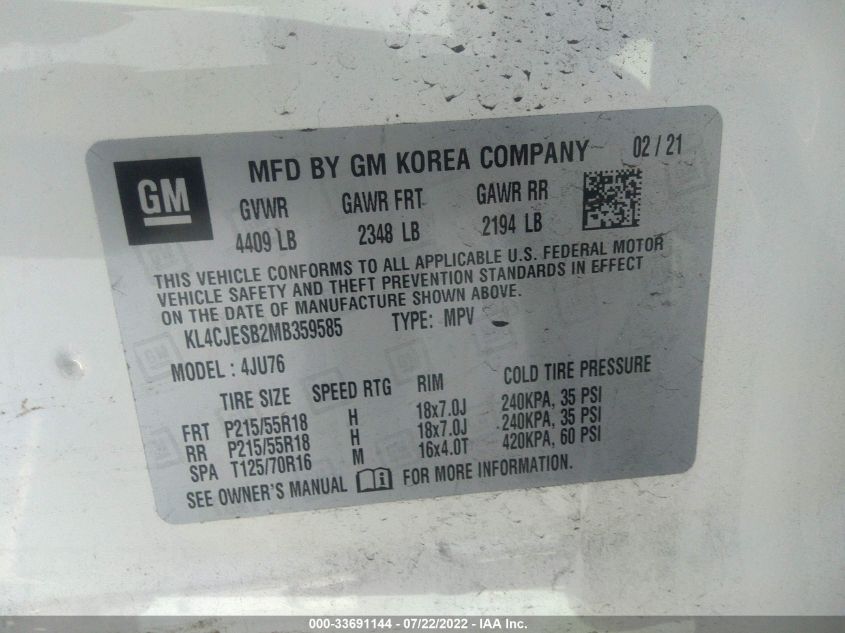 GM
MFD BY GM KOREA COMPANY 02 / 21
GVWR GAWR FRT GAWR RR
4409 LB 2348 LB 2194 LB
THIS VEHICLE CONFORMS TO ALL APPLICABLE U.S. FEDERAL MOTOR
VEHICLE SAFETY AND THEFT PREVENTION STANDARDS IN EFFECT
ON THE DATE OF MANUFACTURE SHOWN ABOVE.
KL4CJESB2MB359585 TYPE: MPV
MODEL : 4JU76
TIRE SIZE SPEED RTG RIM COLD TIRE PRESSURE
FRT P215/55R18 H 18x7.0J 240KPA, 35 PSI
RR P215/55R18 H 18x7.0J 240KPA, 35 PSI
SPA T125/70R16 M 16x4.0T 420KPA, 60 PSI
SEE OWNER'S MANUAL FOR MORE INFORMATION.
000-33691144 - 07/22/2022 - IAA Inc.